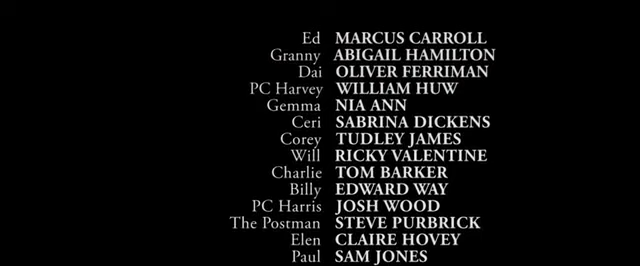 Ed MARCUS CARROLL
Granny ABIGAIL HAMILTON
Dai OLIVER FERRIMAN
PC Harvey WILLIAM HUW
Gemma NIA ANN
Ceri SABRINA DICKENS
Corey TUDLEY JAMES
Will RICKY VALENTINE
Charlie TOM BARKER
Billy EDWARD WAY
PC Harris JOSH WOOD
The Postman STEVE PURBRICK
Elen CLAIRE HOVEY
Paul SAM JONES